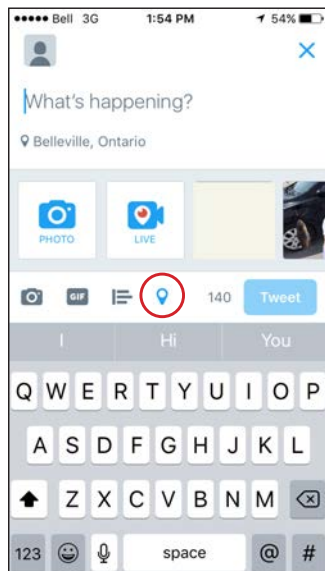 Bell 3G 1:54 PM 54%
What's happening?
Belleville, Ontario
PHOTO LIVE
GIF 140 Tweet
I Hi You
Q W E R T Y U I O P
A S D F G H J K L
Z X C V B N M
123 space @ #